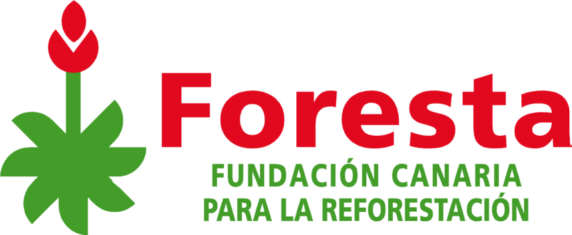 Foresta
FUNDACIÓN CANARIA
PARA LA REFORESTACIÓN